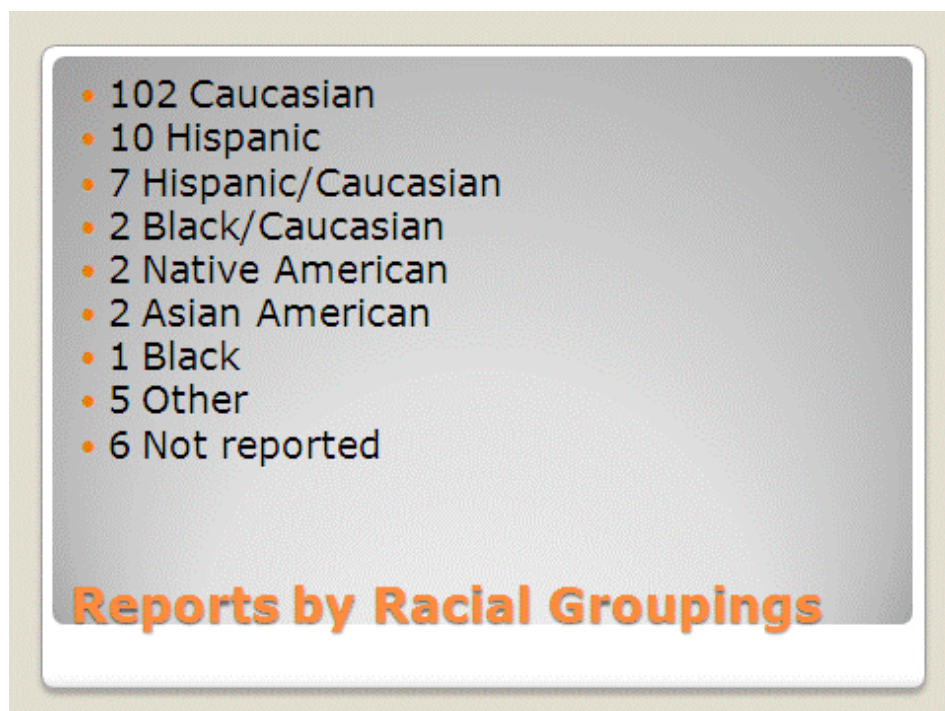 102 Caucasian
10 Hispanic
7 Hispanic/Caucasian
2 Black/Caucasian
2 Native American
2 Asian American
1 Black
5 Other
6 Not reported
Reports by Racial Groupings